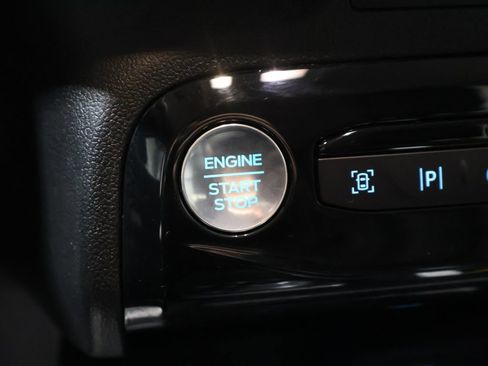 ENGINE
START
STOP
|P|